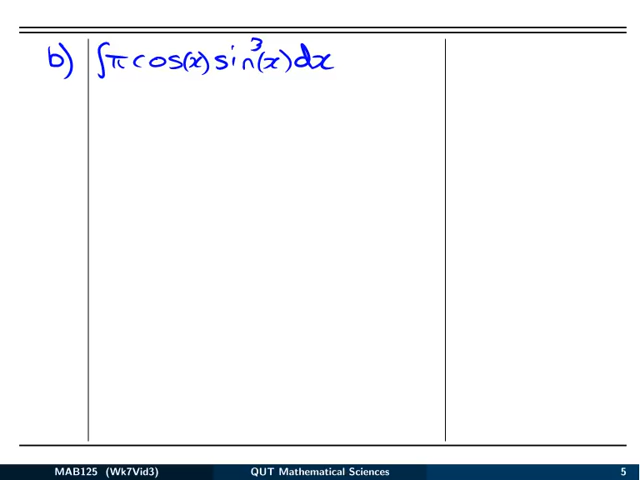 b) ∫π cos(x) sin³(x) dx
MAB125 (Wk7Vid3) QUT Mathematical Sciences 5